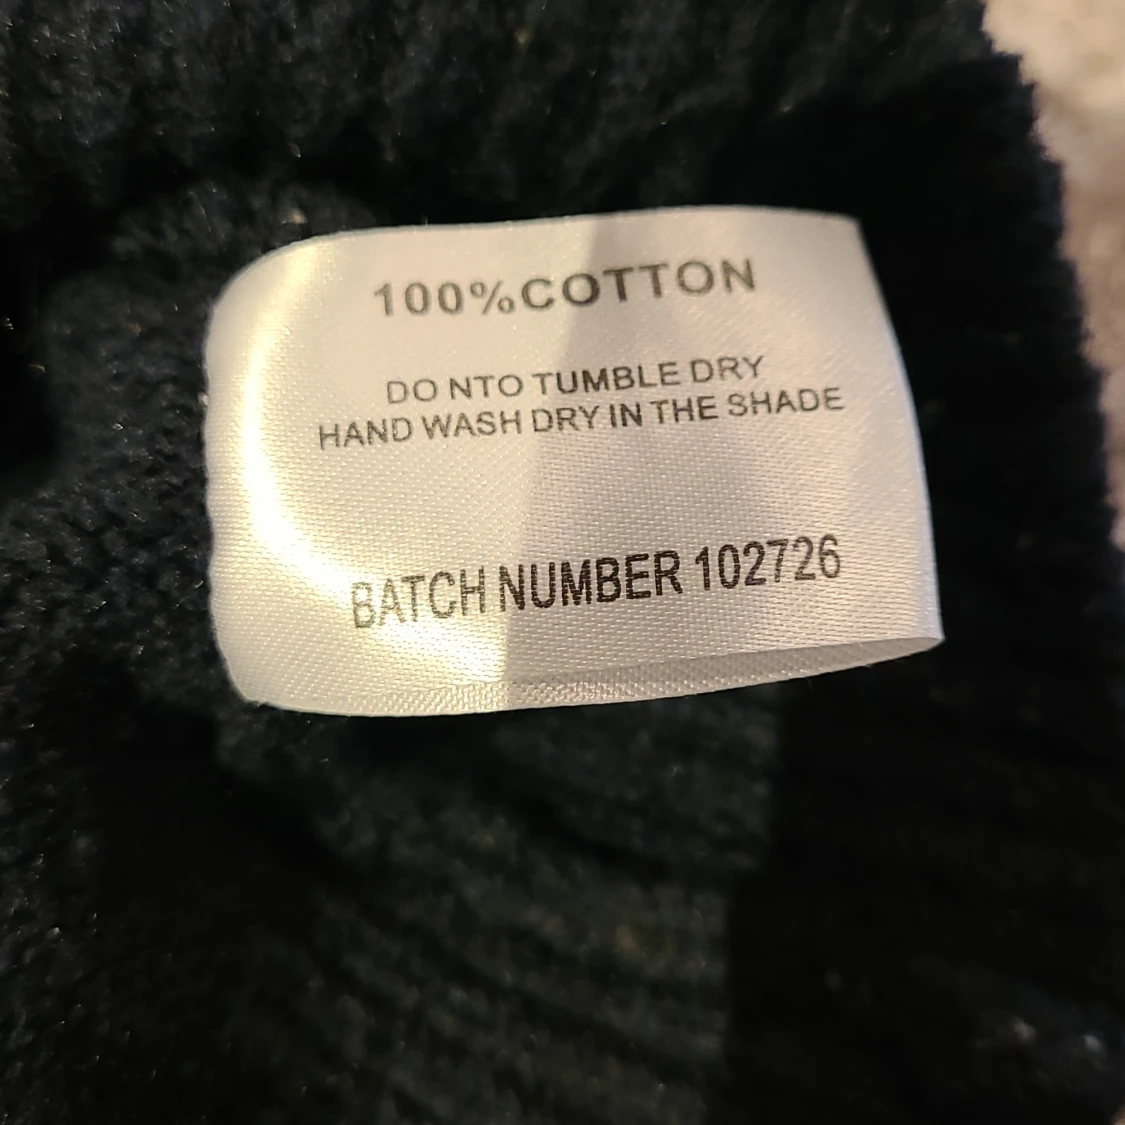 100%COTTON
DO NTO TUMBLE DRY
HAND WASH DRY IN THE SHADE
BATCH NUMBER 102726